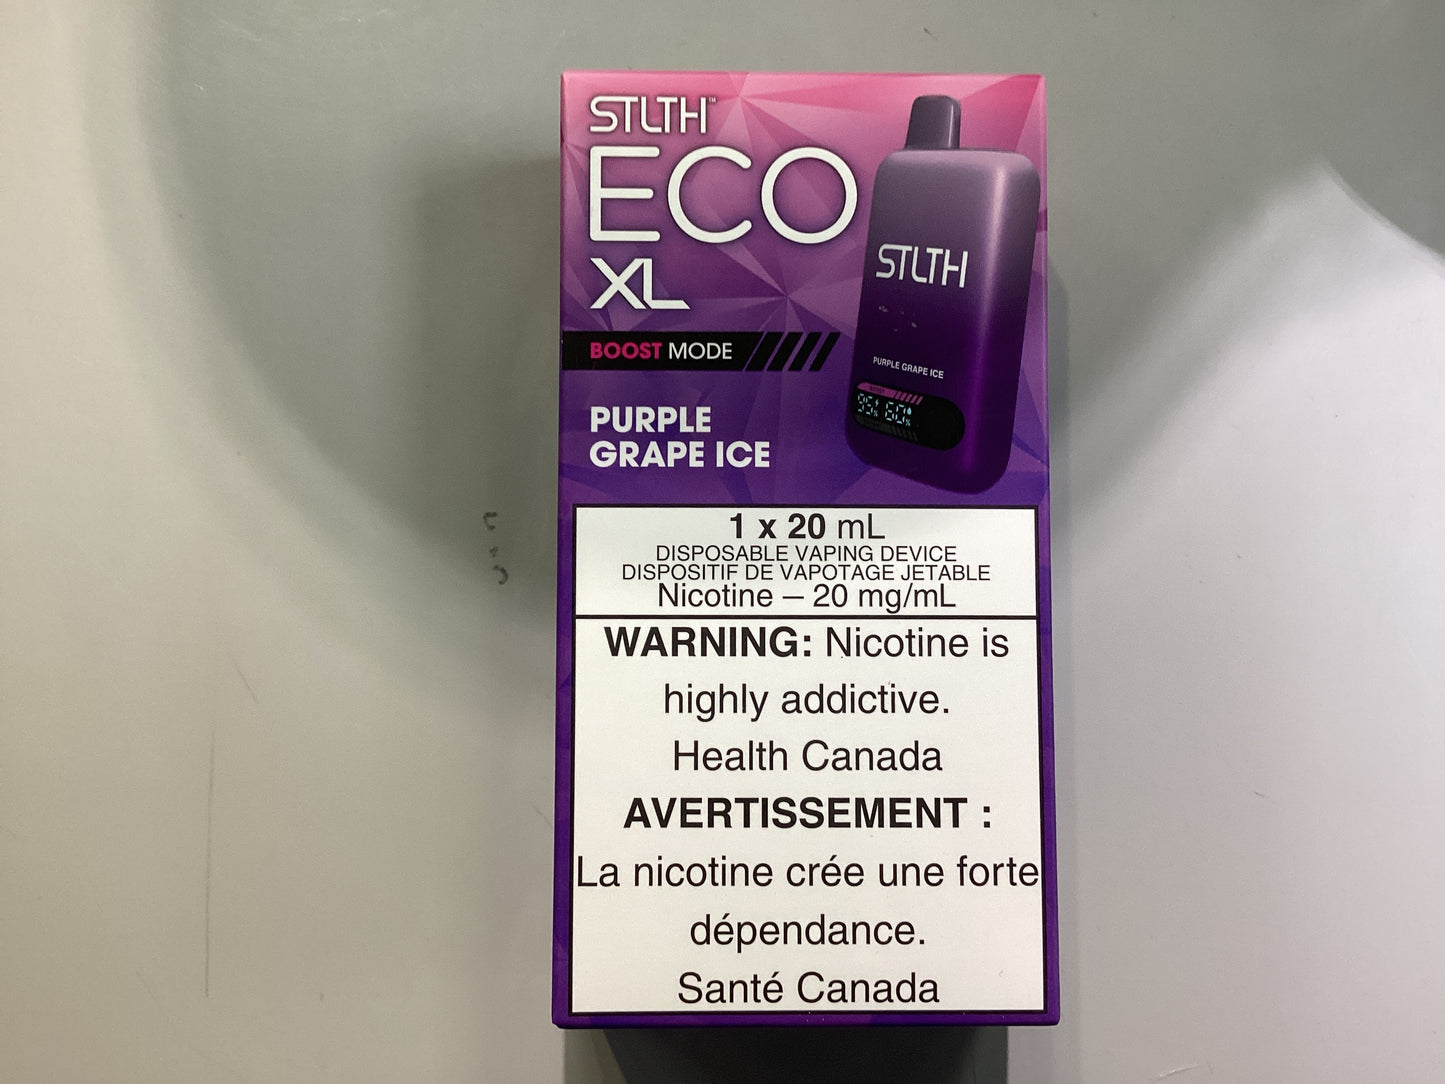 STLTH™
ECO
XL
BOOST MODE
PURPLE
GRAPE ICE
STLTH
PURPLE GRAPE ICE
BOOST
1 x 20 mL
DISPOSABLE VAPING DEVICE
DISPOSITIF DE VAPOTAGE JETABLE
Nicotine – 20 mg/mL
WARNING: Nicotine is
highly addictive.
Health Canada
AVERTISSEMENT :
La nicotine crée une forte
dépendance.
Santé Canada